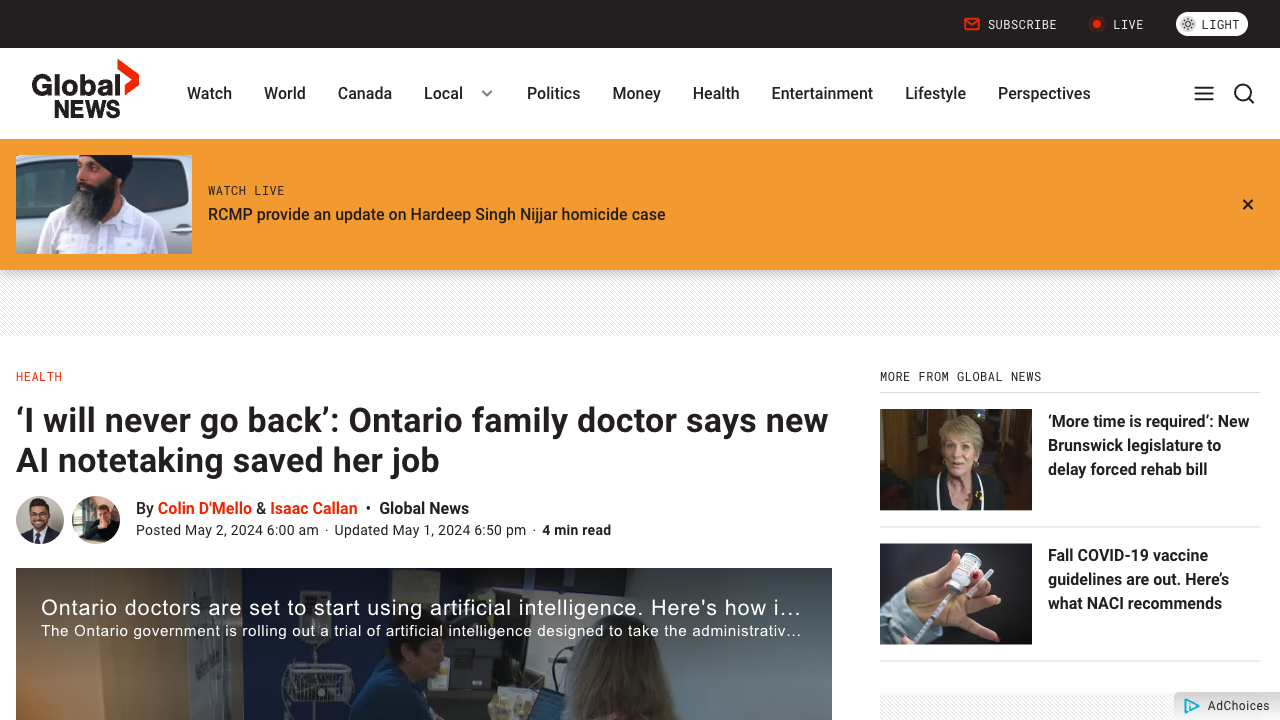 SUBSCRIBE
LIVE
LIGHT
Global
NEWS
Watch
World
Canada
Local
Politics
Money
Health
Entertainment
Lifestyle
Perspectives
WATCH LIVE
RCMP provide an update on Hardeep Singh Nijjar homicide case
HEALTH
‘I will never go back’: Ontario family doctor says new
AI notetaking saved her job
By Colin D'Mello & Isaac Callan • Global News
Posted May 2, 2024 6:00 am · Updated May 1, 2024 6:50 pm · 4 min read
Ontario doctors are set to start using artificial intelligence. Here's how i...
The Ontario government is rolling out a trial of artificial intelligence designed to take the administrativ...
MORE FROM GLOBAL NEWS
‘More time is required’: New
Brunswick legislature to
delay forced rehab bill
Fall COVID-19 vaccine
guidelines are out. Here’s
what NACI recommends
AdChoices